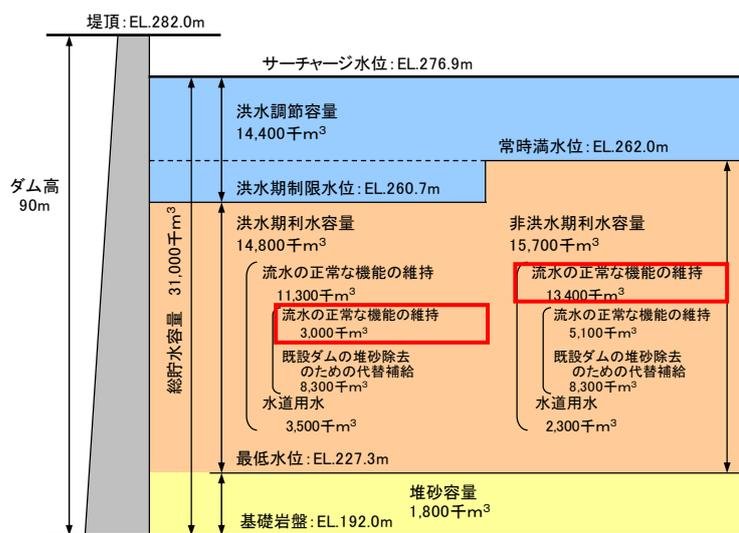 堤頂:EL.282.0m
サーチャージ水位:EL.276.9m
洪水調節容量
14,400千m³
常時満水位:EL.262.0m
ダム高
90m
洪水期制限水位:EL.260.7m
総貯水容量 31,000千m³
洪水期利水容量
14,800千m³
流水の正常な機能の維持
11,300千m³
流水の正常な機能の維持
3,000千m³
既設ダムの堆砂除去
のための代替補給
8,300千m³
水道用水
3,500千m³
非洪水期利水容量
15,700千m³
流水の正常な機能の維持
13,400千m³
流水の正常な機能の維持
5,100千m³
既設ダムの堆砂除去
のための代替補給
8,300千m³
水道用水
2,300千m³
最低水位:EL.227.3m
堆砂容量
1,800千m³
基礎岩盤:EL.192.0m